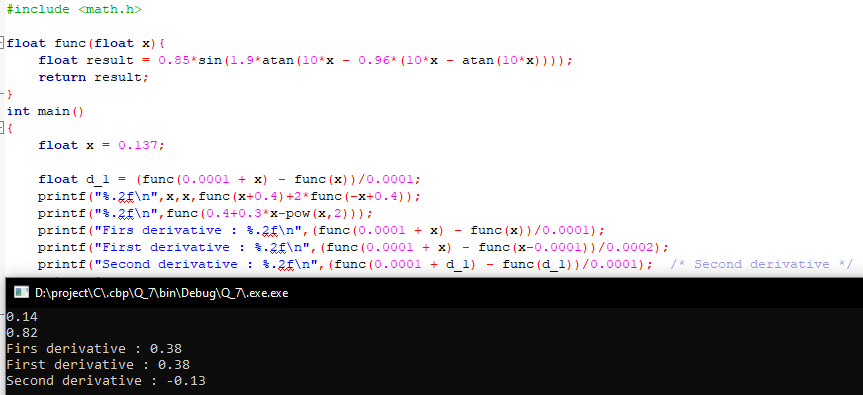 #include <math.h>
float func(float x){
float result = 0.85*sin(1.9*atan(10*x - 0.96*(10*x - atan(10*x))));
return result;
}
int main()
{
float x = 0.137;
float d_1 = (func(0.0001 + x) - func(x))/0.0001;
printf("%.2f\n",x,x,func(x+0.4)+2*func(-x+0.4));
printf("%.2f\n",func(0.4+0.3*x-pow(x,2)));
printf("Firs derivative : %.2f\n",(func(0.0001 + x) - func(x))/0.0001);
printf("First derivative : %.2f\n",(func(0.0001 + x) - func(x-0.0001))/0.0002);
printf("Second derivative : %.2f\n",(func(0.0001 + d_1) - func(d_1))/0.0001); /* Second derivative */
D:\project\C\.cbp\Q_7\bin\Debug\Q_7\.exe.exe
0.14
0.82
Firs derivative : 0.38
First derivative : 0.38
Second derivative : -0.13